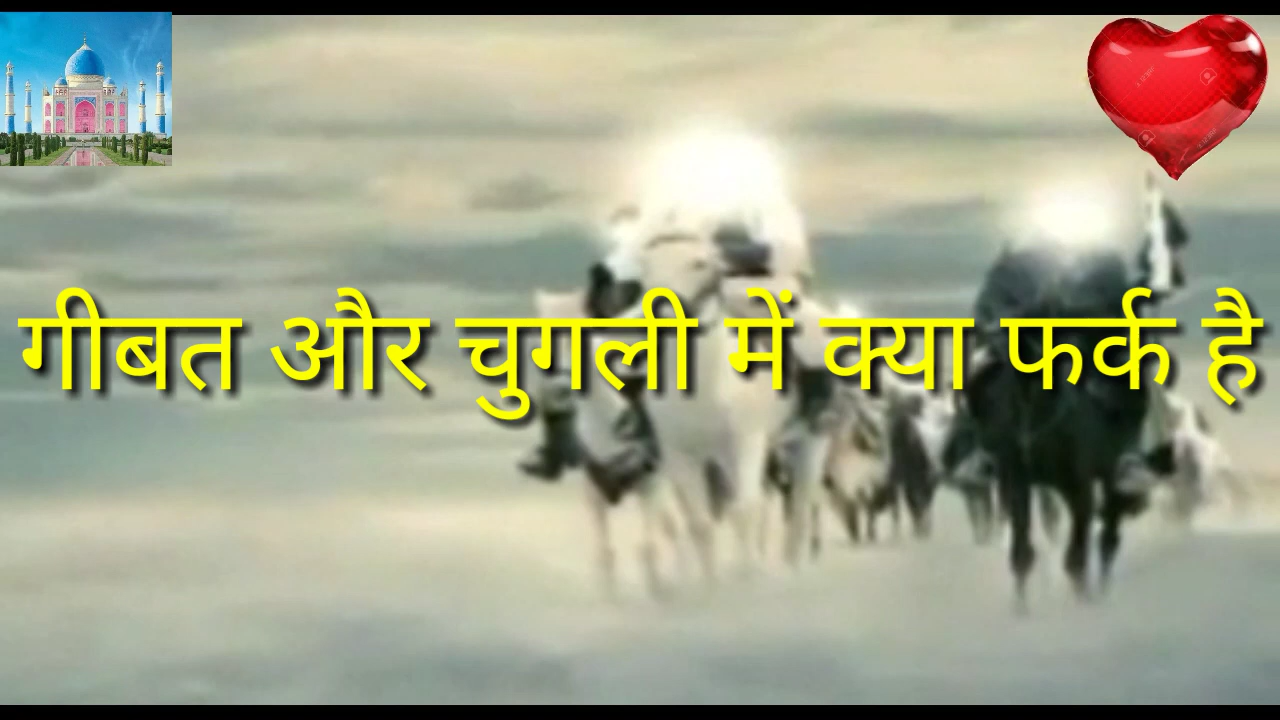 गीबत और चुगली में क्या फर्क है